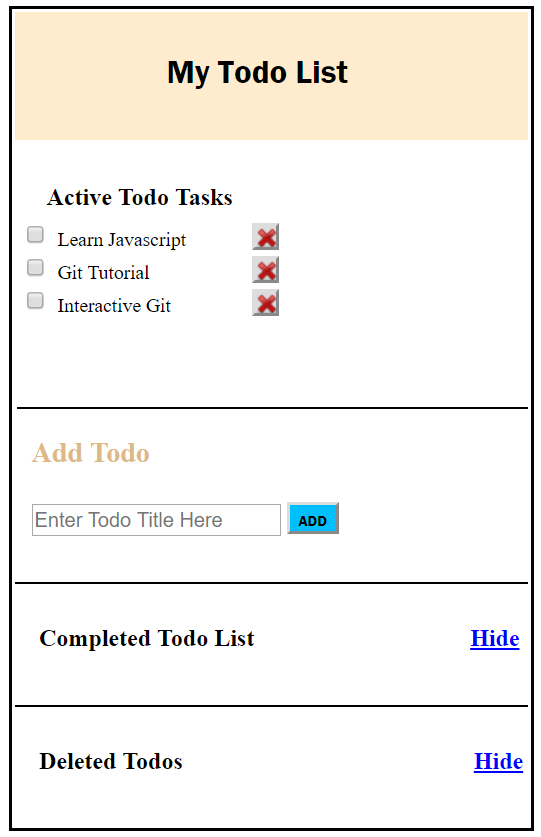 My Todo List
Active Todo Tasks
Learn Javascript
Git Tutorial
Interactive Git
Add Todo
Enter Todo Title Here ADD
Completed Todo List Hide
Deleted Todos Hide